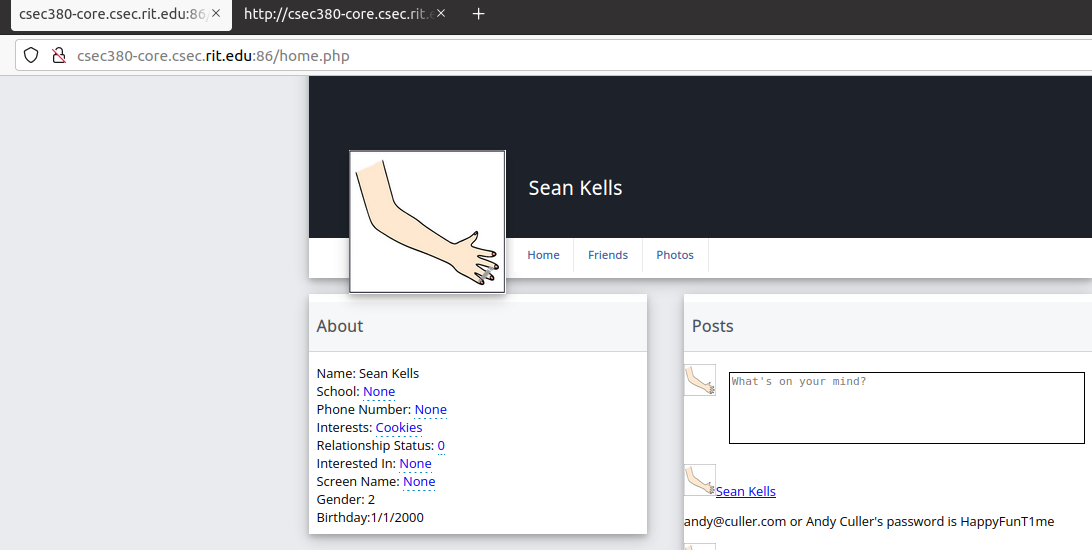 csec380-core.csec.rit.edu:86/
http://csec380-core.csec.rit.e
csec380-core.csec.rit.edu:86/home.php
Sean Kells
Home
Friends
Photos
About
Name: Sean Kells
School: None
Phone Number: None
Interests: Cookies
Relationship Status: 0
Interested In: None
Screen Name: None
Gender: 2
Birthday:1/1/2000
Posts
What's on your mind?
Sean Kells
andy@culler.com or Andy Culler's password is HappyFunT1me